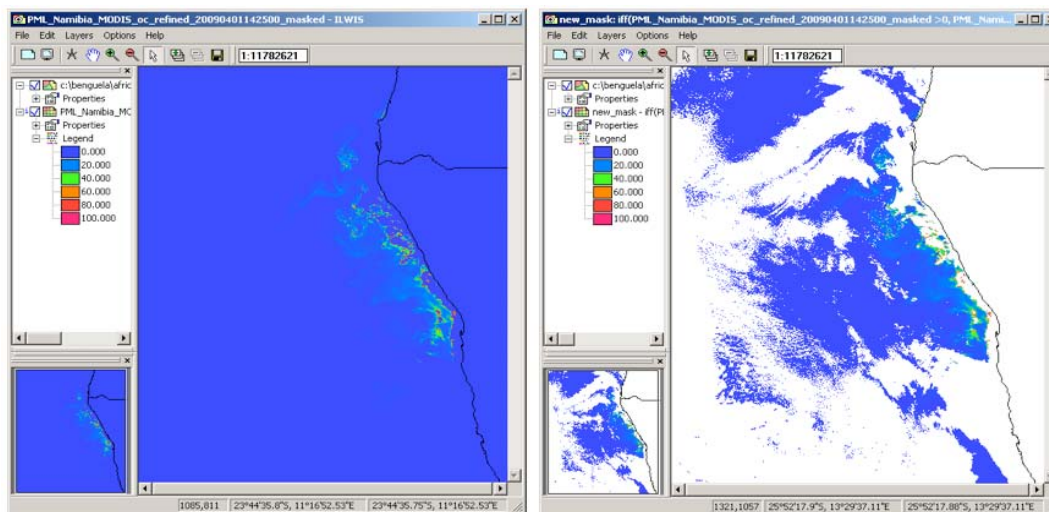 PML_Namibia_MODIS_oc_refined_20090401142500_masked - ILWIS
File Edit Layers Options Help
1:11782621
c:\benguela\afric
Properties
PML_Namibia_MO
Properties
Legend
0.000
20.000
40.000
60.000
80.000
100.000
1085,811 23°44'35.8"S, 11°16'52.53"E 23°44'35.75"S, 11°16'52.53"E
new_mask: iff(PML_Namibia_MODIS_oc_refined_20090401142500_masked >0, PML_Nami...
File Edit Layers Options Help
1:11782621
c:\benguela\afric
Properties
new_mask - iff(Pl
Properties
Legend
0.000
20.000
40.000
60.000
80.000
100.000
1321,1057 25°52'17.9"S, 13°29'37.11"E 25°52'17.88"S, 13°29'37.11"E